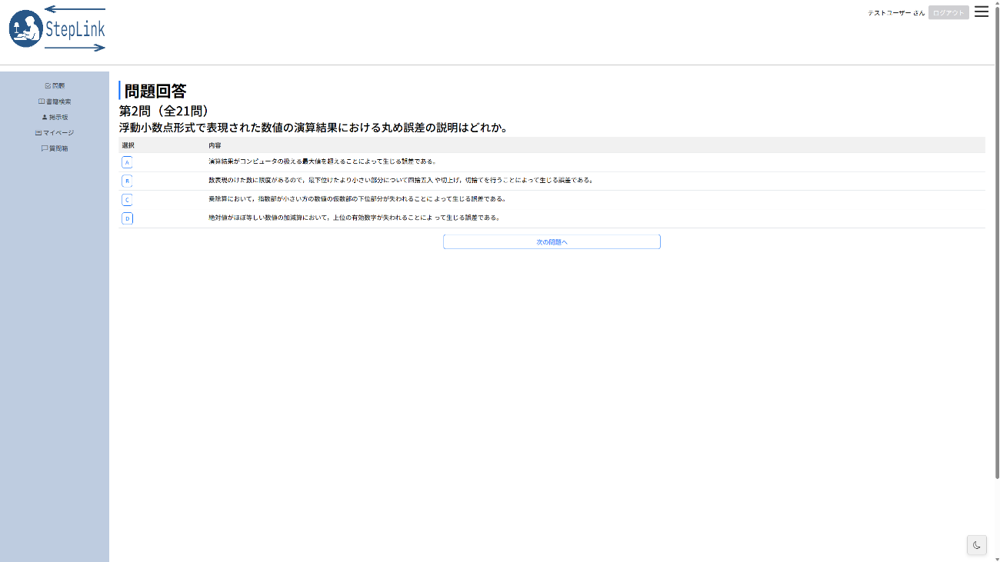 StepLink
テストユーザー さん ログアウト
問題
書籍検索
掲示板
マイページ
質問箱
問題回答
第2問（全21問）
浮動小数点形式で表現された数値の演算結果における丸め誤差の説明はどれか。
選択 内容
A 演算結果がコンピュータの扱える最大値を超えることによって生じる誤差である。
B 数表現のけた数に限度があるので，最下位けたより小さい部分について四捨五入 や切上げ，切捨てを行うことによって生じる誤差である。
C 乗除算において，指数部が小さい方の数値の仮数部の下位部分が失われることに よって生じる誤差である。
D 絶対値がほぼ等しい数値の加減算において，上位の有効数字が失われることによ って生じる誤差である。
次の問題へ